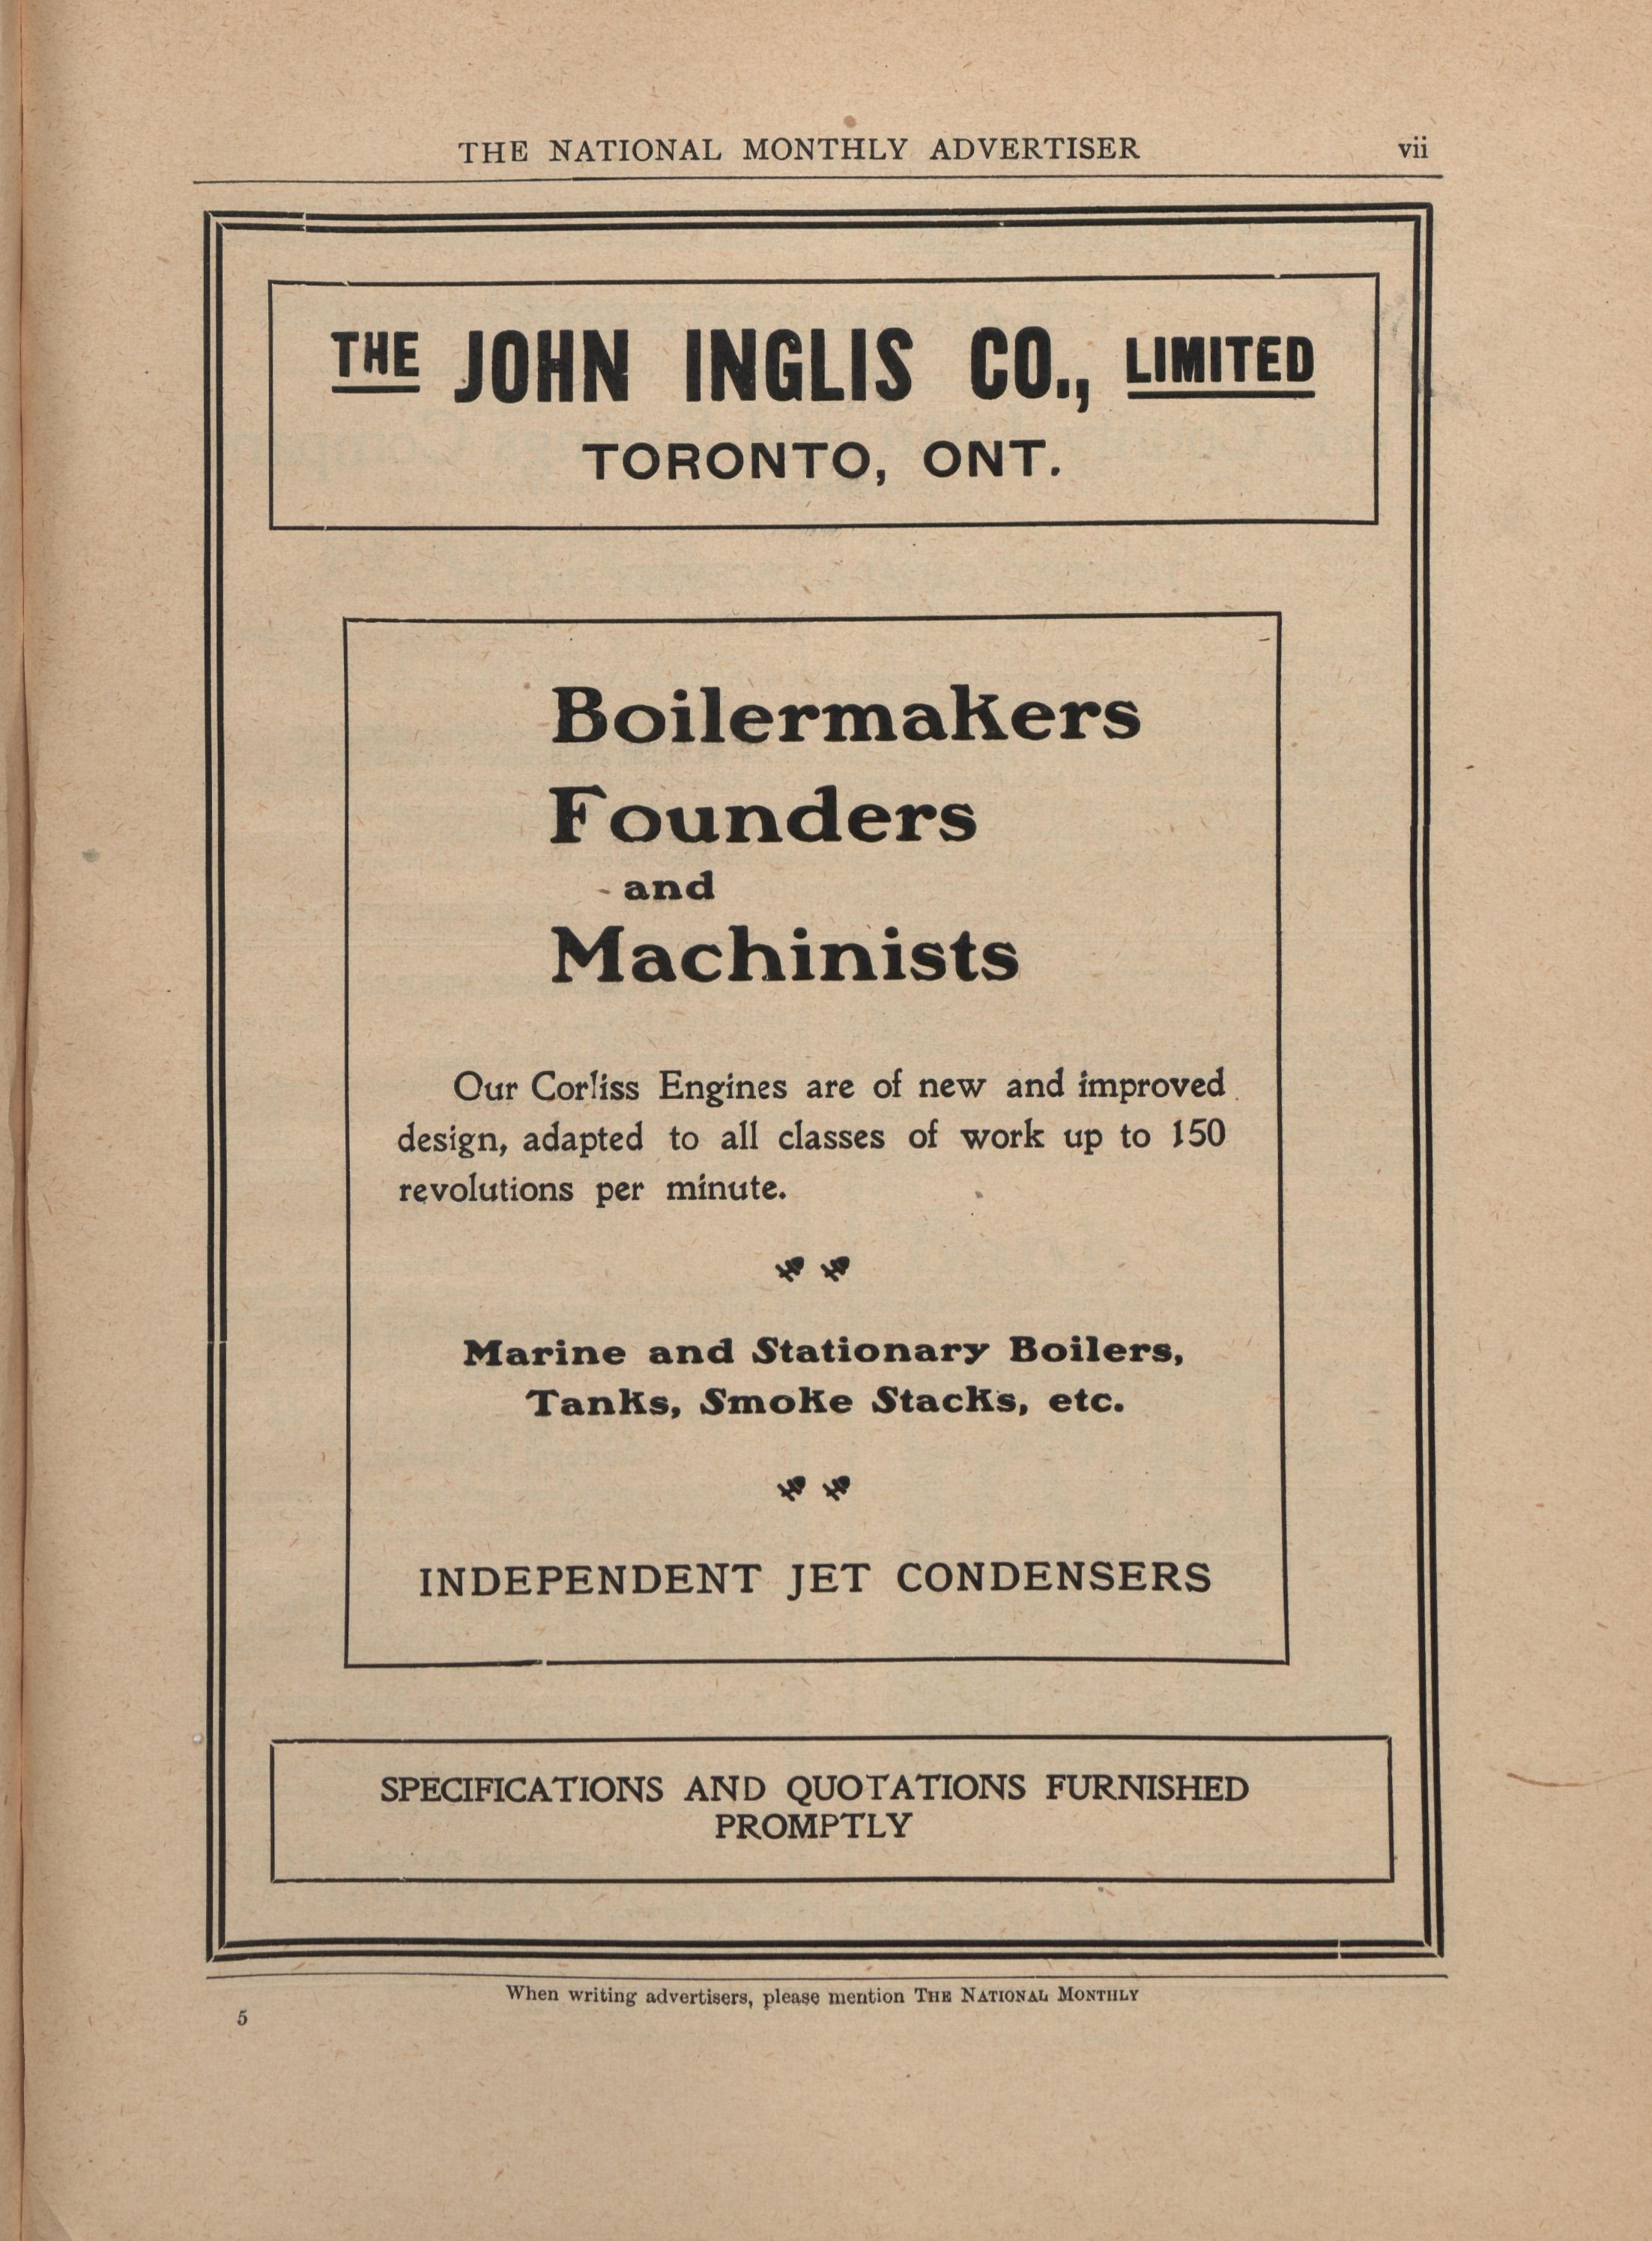 THE NATIONAL MONTHLY ADVERTISER vii
THE JOHN INGLIS CO., LIMITED
TORONTO, ONT.
Boilermakers
Founders
and
Machinists
Our Corliss Engines are of new and improved
design, adapted to all classes of work up to 150
revolutions per minute.
Marine and Stationary Boilers,
Tanks, Smoke Stacks, etc.
INDEPENDENT JET CONDENSERS
SPECIFICATIONS AND QUOTATIONS FURNISHED
PROMPTLY
When writing advertisers, please mention THE NATIONAL MONTHLY
5